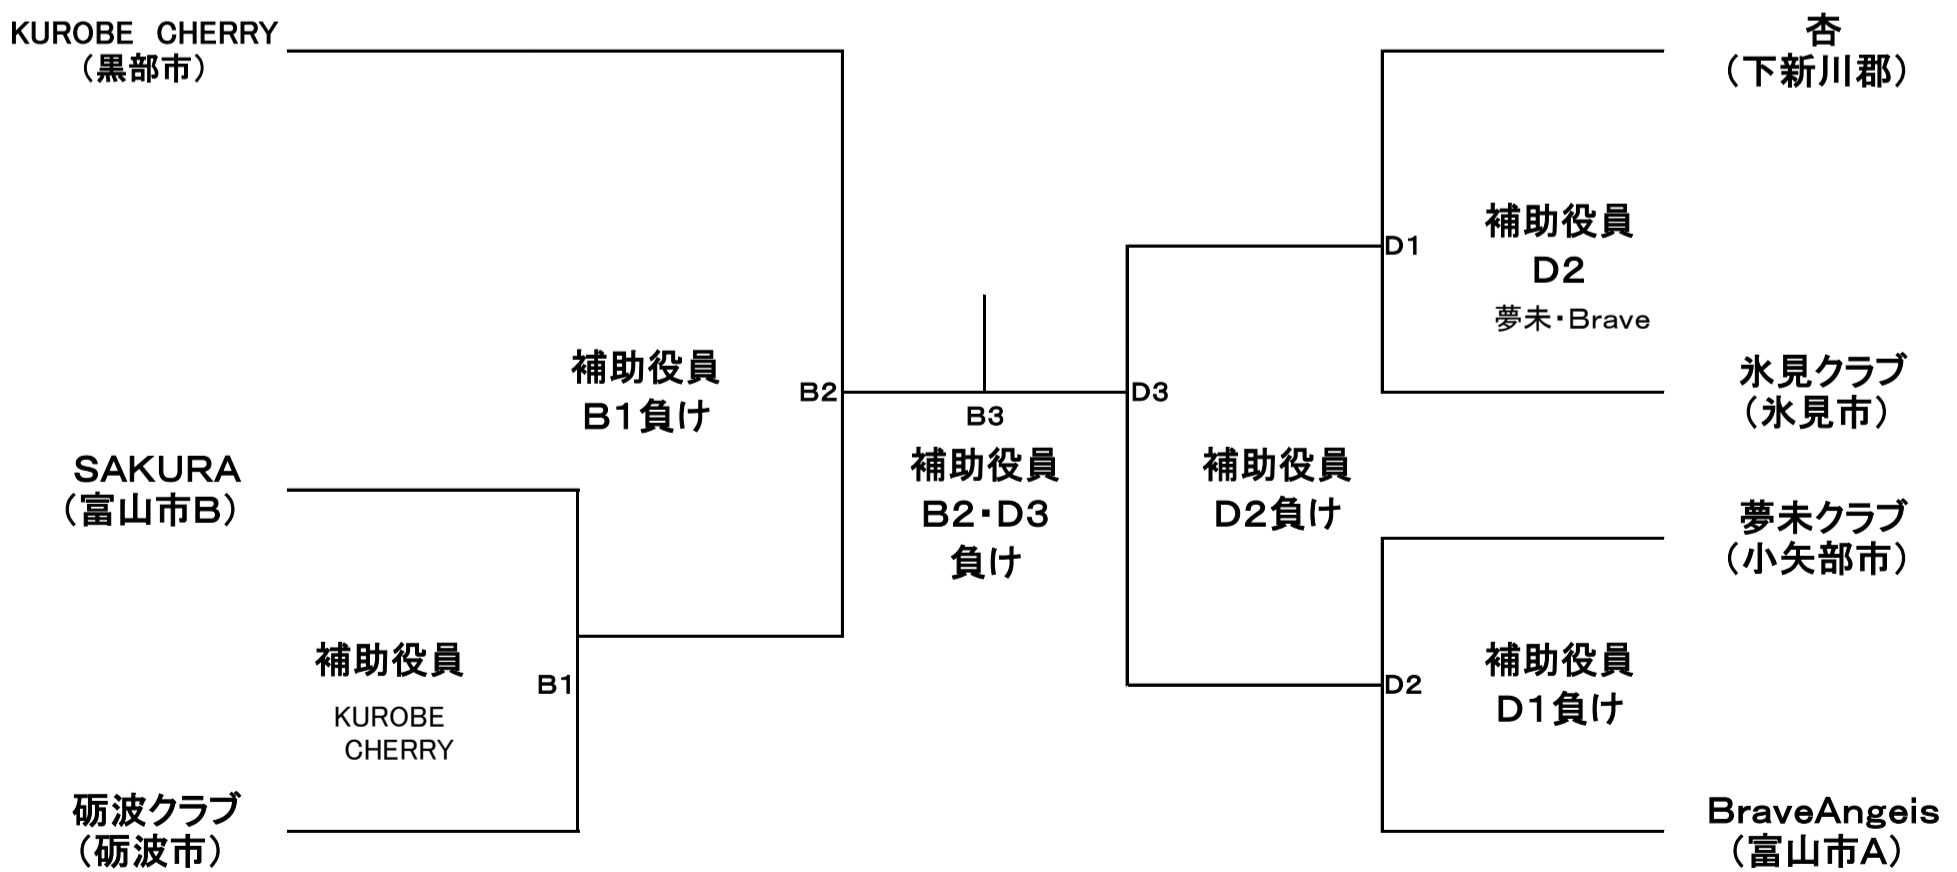 KUROBE　CHERRY
（黒部市）
SAKURA
（富山市B）
砺波クラブ
（砺波市）
補助役員
KUROBE
CHERRY
B1
補助役員
B1負け
B2
B3
補助役員
B2・D3
負け
D3
補助役員
D2負け
D1
補助役員
D2
夢未・Brave
D2
補助役員
D1負け
杏
（下新川郡）
氷見クラブ
（氷見市）
夢未クラブ
（小矢部市）
BraveAngeis
（富山市A）